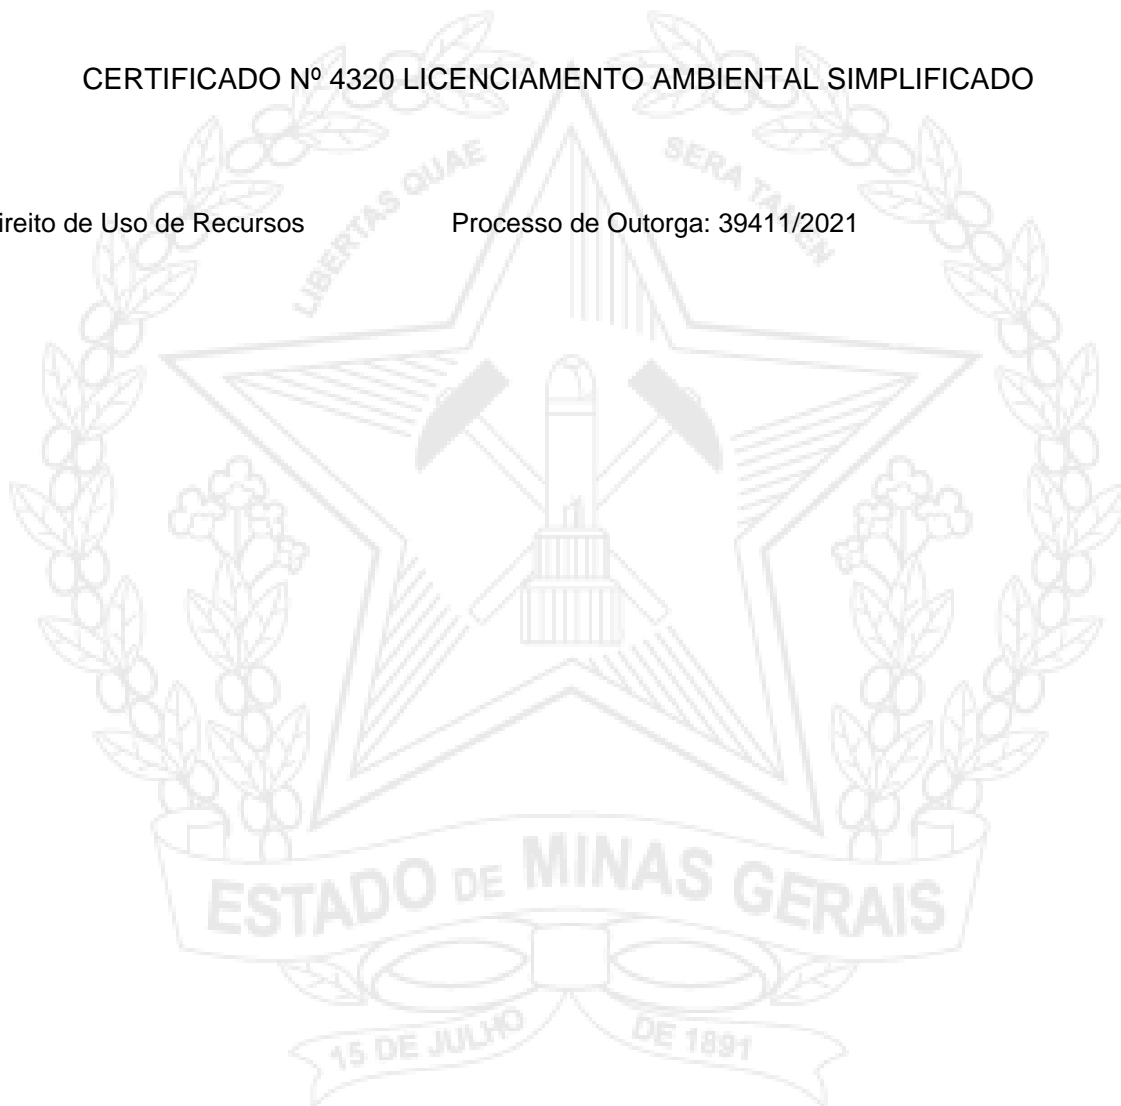 CERTIFICADO Nº 4320 LICENCIAMENTO AMBIENTAL SIMPLIFICADO
LIBERTAS QUAE SERA TAMEN
ireito de Uso de Recursos Processo de Outorga: 39411/2021
ESTADO DE MINAS GERAIS
15 DE JULHO DE 1891